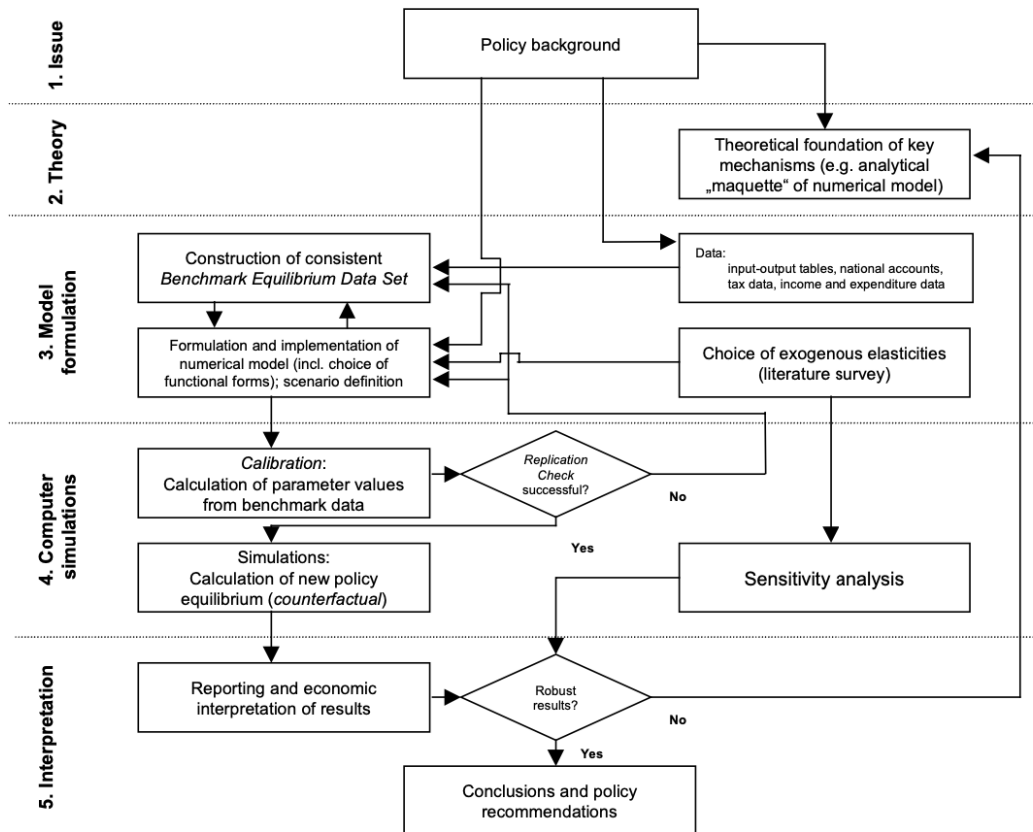 1. Issue
Policy background
2. Theory
Theoretical foundation of key
mechanisms (e.g. analytical
„maquette“ of numerical model)
3. Model
formulation
Construction of consistent
Benchmark Equilibrium Data Set
Data:
input-output tables, national accounts,
tax data, income and expenditure data
Formulation and implementation of
numerical model (incl. choice of
functional forms); scenario definition
Choice of exogenous elasticities
(literature survey)
4. Computer
simulations
Calibration:
Calculation of parameter values
from benchmark data
Replication
Check
successful?
No
Yes
Simulations:
Calculation of new policy
equilibrium (counterfactual)
Sensitivity analysis
5. Interpretation
Reporting and economic
interpretation of results
Robust
results?
No
Yes
Conclusions and policy
recommendations